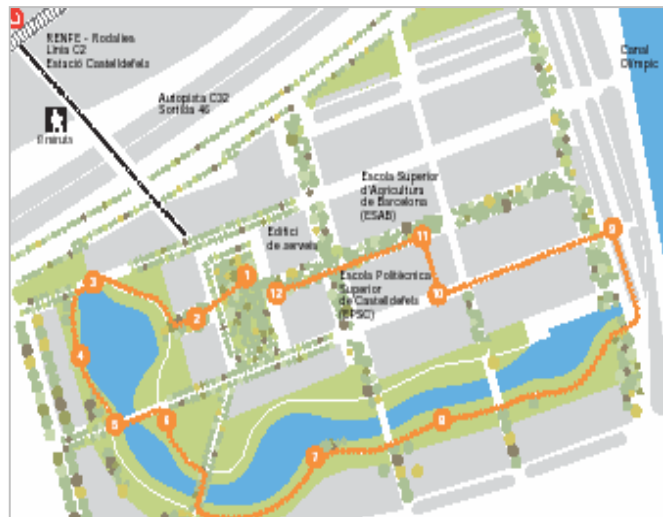 RENFE - Rodalies
Línia C2
Estació Castelldefels
Autopista C32
Sortida 46
Canal
Olímpic
Escola Superior
d'Agricultura
de Barcelona
(ESAB)
Edifici
de serveis
Escola Politècnica
Superior
de Castelldefels
(EPSC)
1
2
3
4
5
6
7
8
9
10
11
12